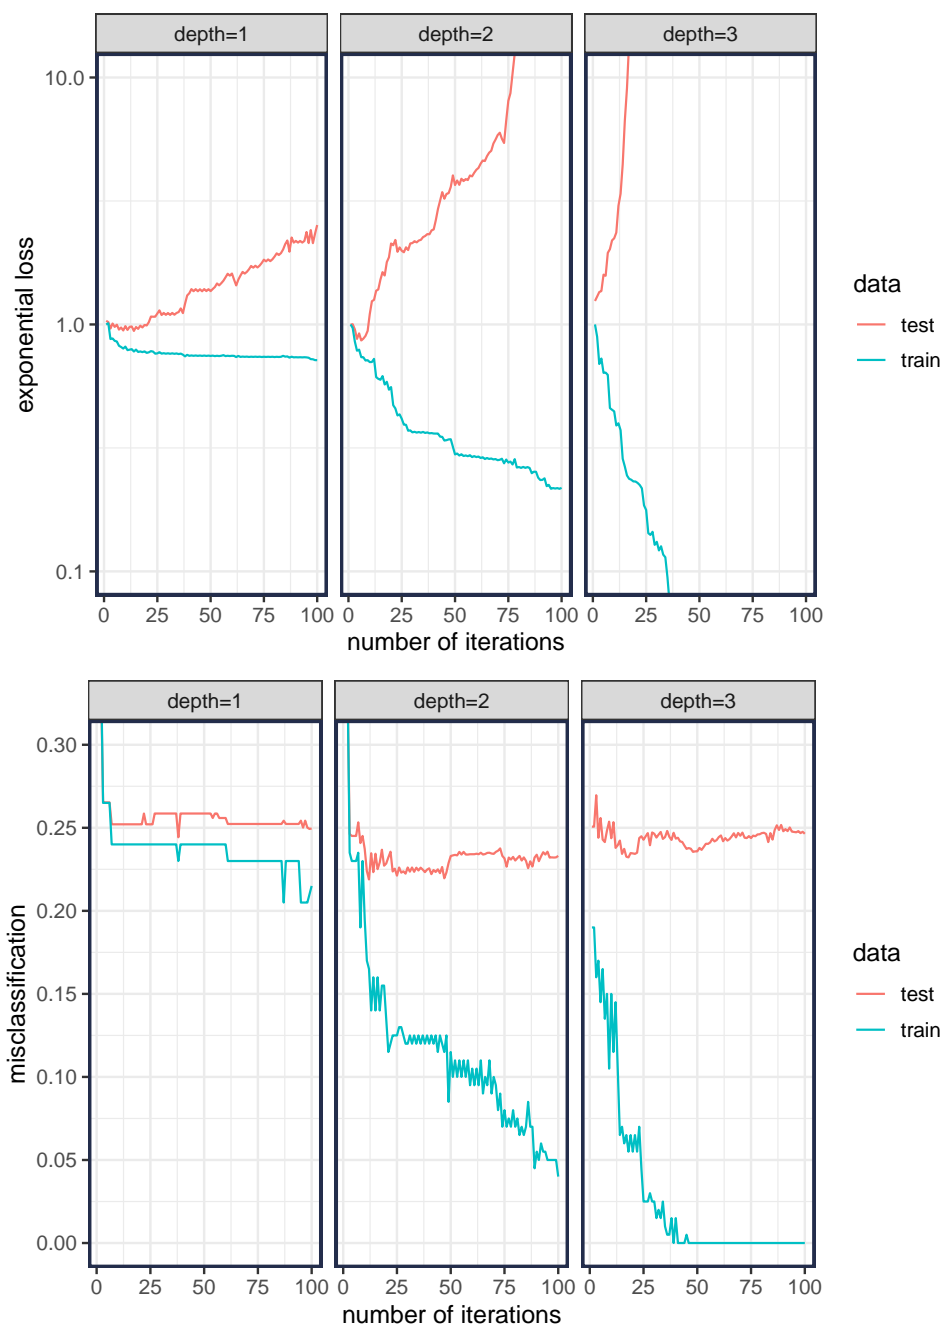 depth=1 depth=2 depth=3
10.0
1.0
0.1
exponential loss
0 25 50 75 100 0 25 50 75 100 0 25 50 75 100
number of iterations
data
test
train
depth=1 depth=2 depth=3
0.30
0.25
0.20
0.15
0.10
0.05
0.00
misclassification
0 25 50 75 100 0 25 50 75 100 0 25 50 75 100
number of iterations
data
test
train